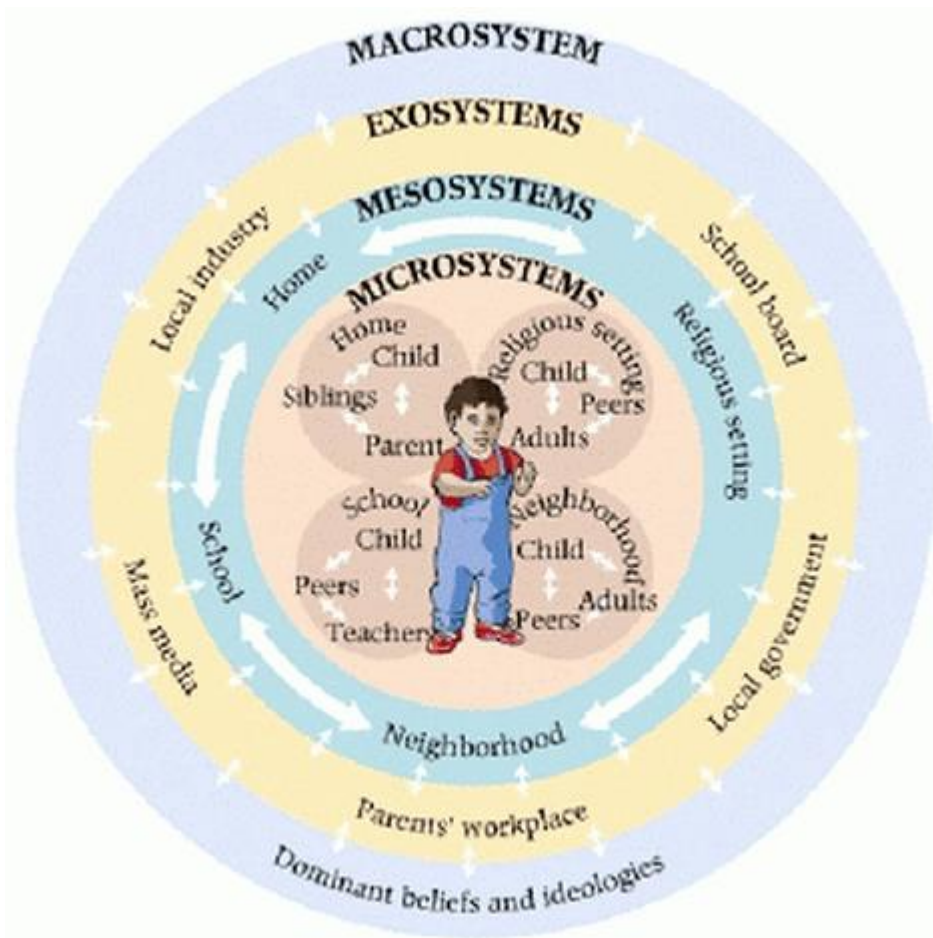 MACROSYSTEM
EXOSYSTEMS
MESOSYSTEMS
MICROSYSTEMS
Local industry
School board
Home
Religious setting
Home
Child
Siblings
Parent
Religious setting
Child
Peers
Adults
School
Child
Peers
Teacher
Neighborhood
Child
Adults
Peers
School
Mass media
Local government
Neighborhood
Parents' workplace
Dominant beliefs and ideologies